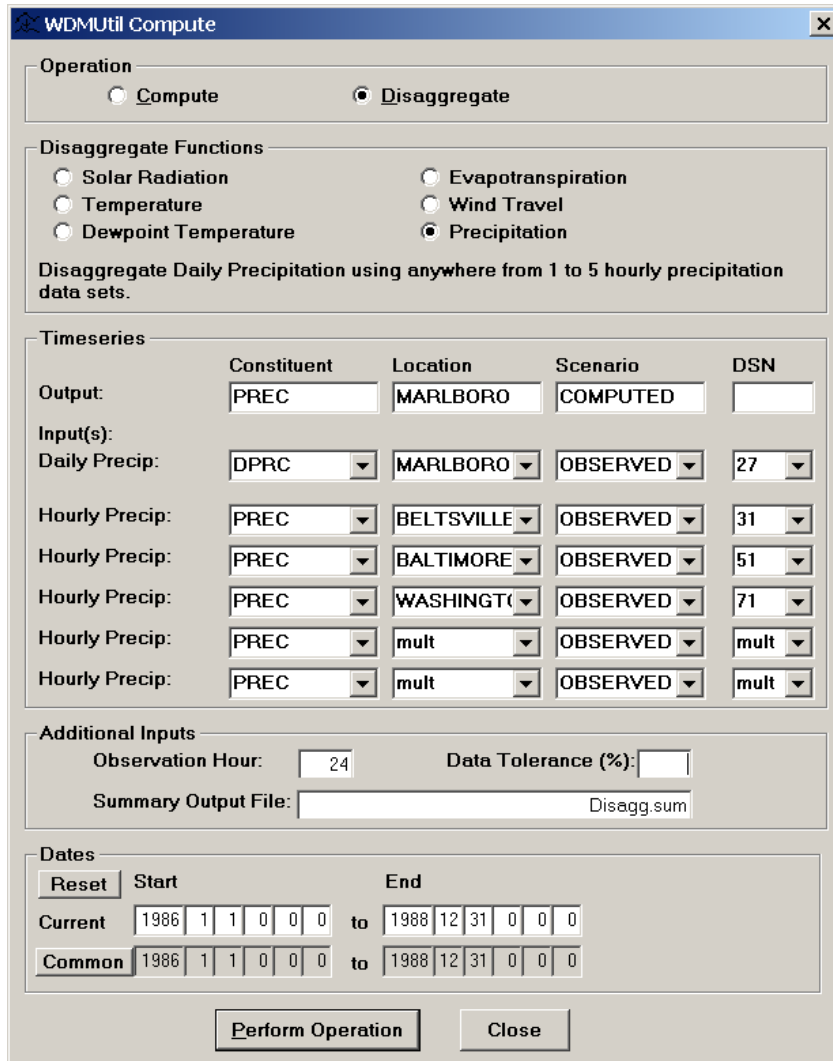 WDMUtil Compute
Operation
Compute Disaggregate
Disaggregate Functions
Solar Radiation Evapotranspiration
Temperature Wind Travel
Dewpoint Temperature Precipitation
Disaggregate Daily Precipitation using anywhere from 1 to 5 hourly precipitation
data sets.
Timeseries
Constituent Location Scenario DSN
Output: PREC MARLBORO COMPUTED
Input(s):
Daily Precip: DPRC MARLBORO OBSERVED 27
Hourly Precip: PREC BELTSVILLE OBSERVED 31
Hourly Precip: PREC BALTIMORE OBSERVED 51
Hourly Precip: PREC WASHINGT( OBSERVED 71
Hourly Precip: PREC mult OBSERVED mult
Hourly Precip: PREC mult OBSERVED mult
Additional Inputs
Observation Hour: 24 Data Tolerance (%):
Summary Output File: Disagg.sum
Dates
Reset Start End
Current 1986 1 1 0 0 0 to 1988 12 31 0 0 0
Common 1986 1 1 0 0 0 to 1988 12 31 0 0 0
Perform Operation Close